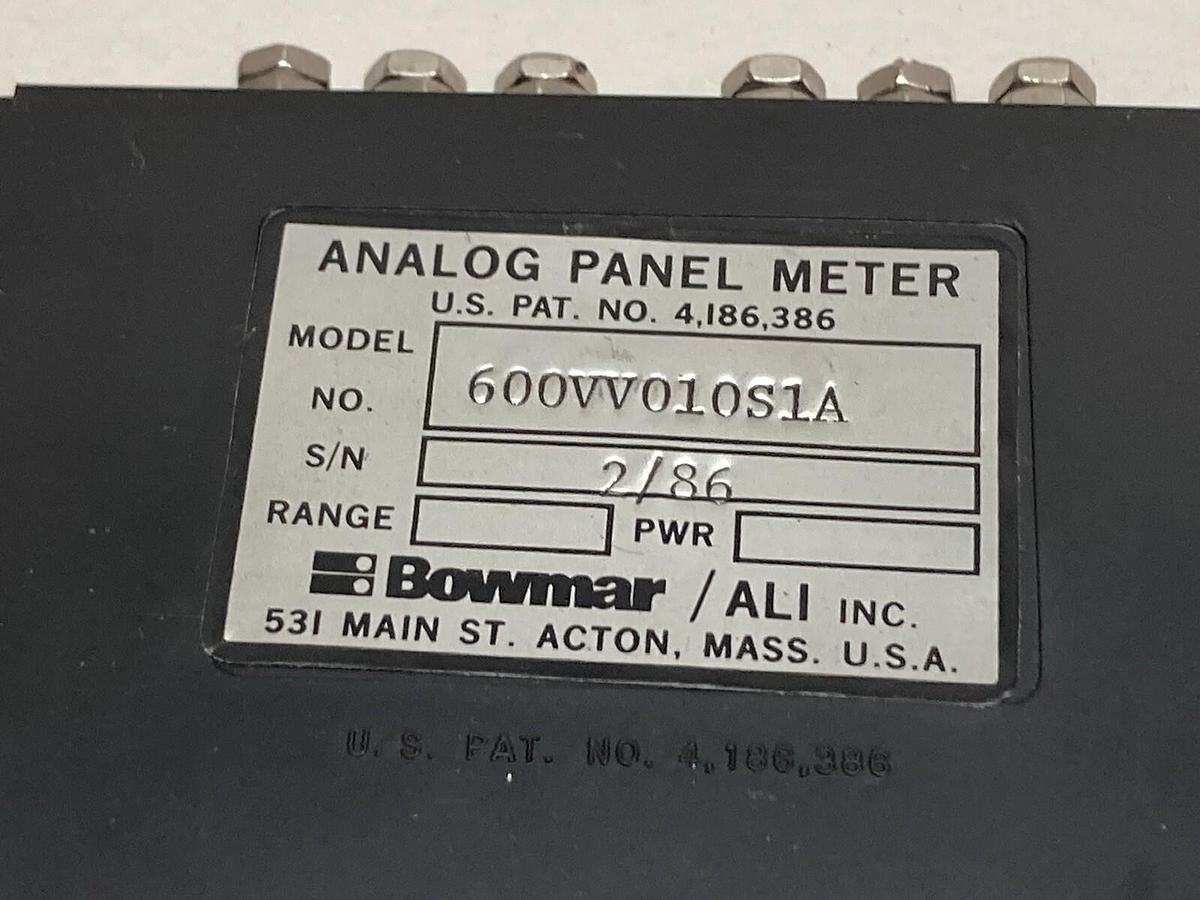 ANALOG PANEL METER
U.S. PAT. NO. 4,186,386
MODEL NO. 600VV010S1A
S/N 2/86
RANGE PWR
Bowmar / ALI INC.
531 MAIN ST. ACTON, MASS. U.S.A.
U. S. PAT. NO. 4,186,386